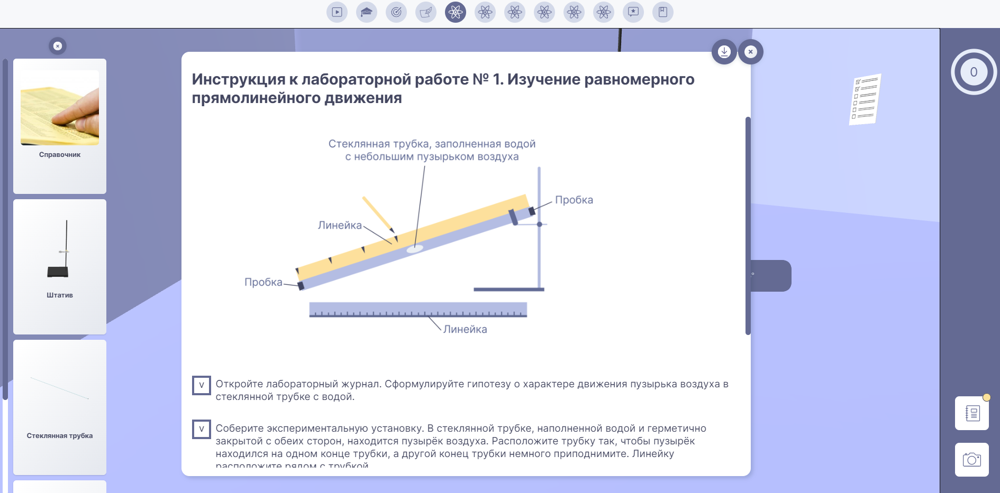 Инструкция к лабораторной работе № 1. Изучение равномерного
прямолинейного движения
0
Справочник
Стеклянная трубка, заполненная водой
с небольшим пузырьком воздуха
Пробка
Линейка
Пробка
Линейка
Штатив
Стеклянная трубка
v
Откройте лабораторный журнал. Сформулируйте гипотезу о характере движения пузырька воздуха в
стеклянной трубке с водой.
v
Соберите экспериментальную установку. В стеклянной трубке, наполненной водой и герметично
закрытой с обеих сторон, находится пузырёк воздуха. Расположите трубку так, чтобы пузырёк
находился на одном конце трубки, а другой конец трубки немного приподнимите. Линейку
расположите рядом с трубкой.